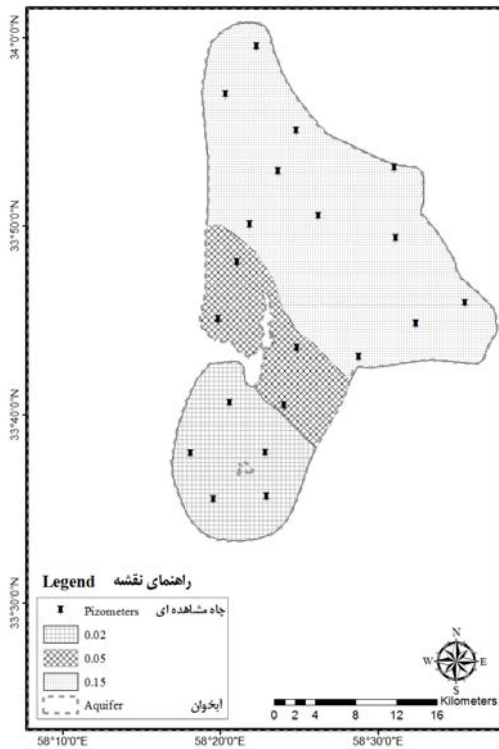 34°0'0"N
33°50'0"N
33°40'0"N
33°30'0"N
Legend راهنمای نقشه
Pizometers چاه مشاهده ای
0.02
0.05
0.15
Aquifer آبخوان
N
W E
S
Kilometers
0 2 4 8 12 16
58°10'0"E 58°20'0"E 58°30'0"E